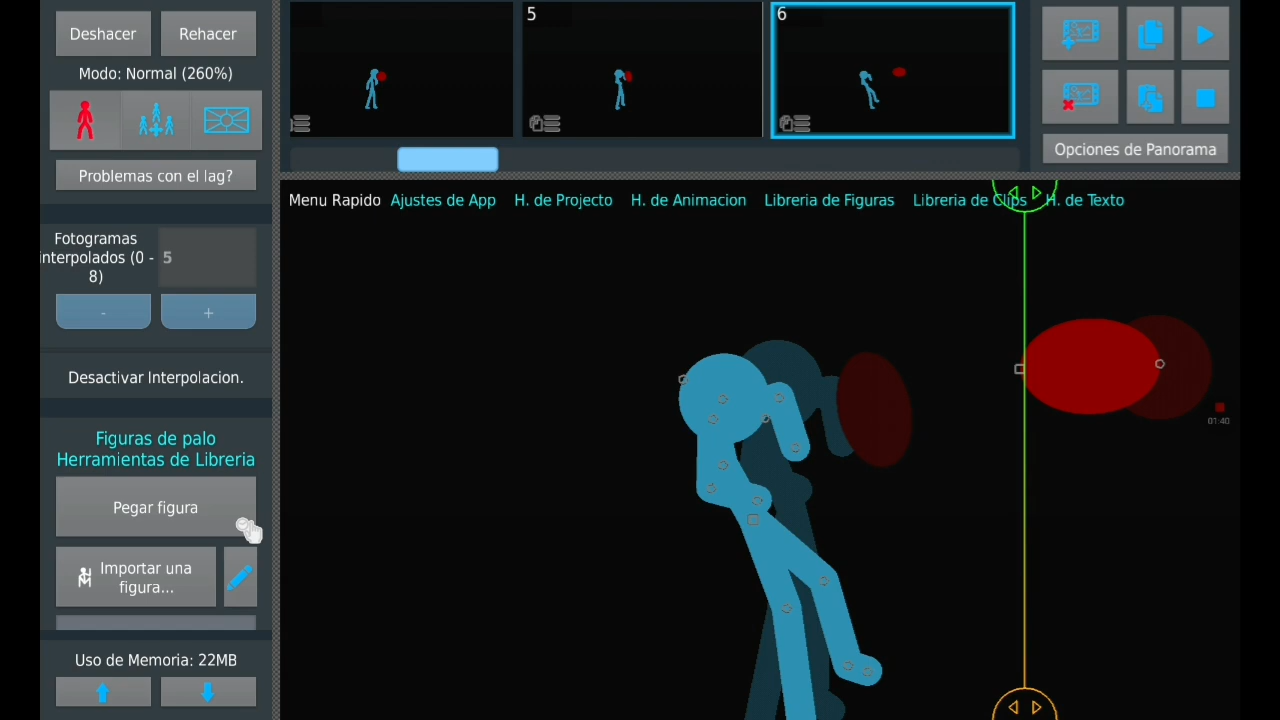 Deshacer
Rehacer
Modo: Normal (260%)
Problemas con el lag?
Fotogramas
interpolados (0 -
8)
5
-
+
Desactivar Interpolacion.
Figuras de palo
Herramientas de Libreria
Pegar figura
Importar una
figura...
Uso de Memoria: 22MB
5
6
Opciones de Panorama
Menu Rapido
Ajustes de App
H. de Projecto
H. de Animacion
Libreria de Figuras
Libreria de Clips
H. de Texto
01:40